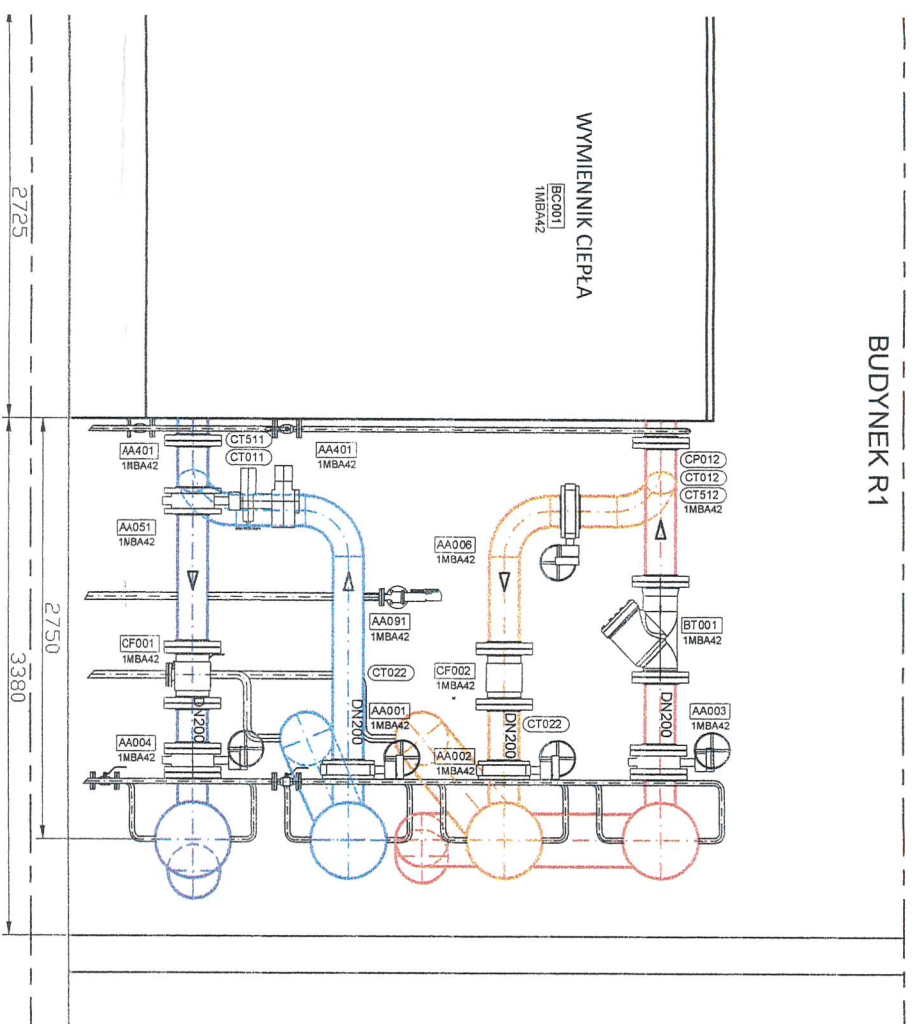 BUDYNEK R1
WYMIENNIK CIEPŁA
BC001
1MBA42
2725
3380
2750
AA401
1MBA42
CT511
CT011
AA401
1MBA42
CP012
CT012
CT512
1MBA42
AA051
1MBA42
AA006
1MBA42
AA091
1MBA42
BT001
1MBA42
CF001
1MBA42
CT022
CF002
1MBA42
DN200
AA001
1MBA42
DN200
CT022
DN200
DN200
AA003
1MBA42
AA004
1MBA42
AA002
1MBA42